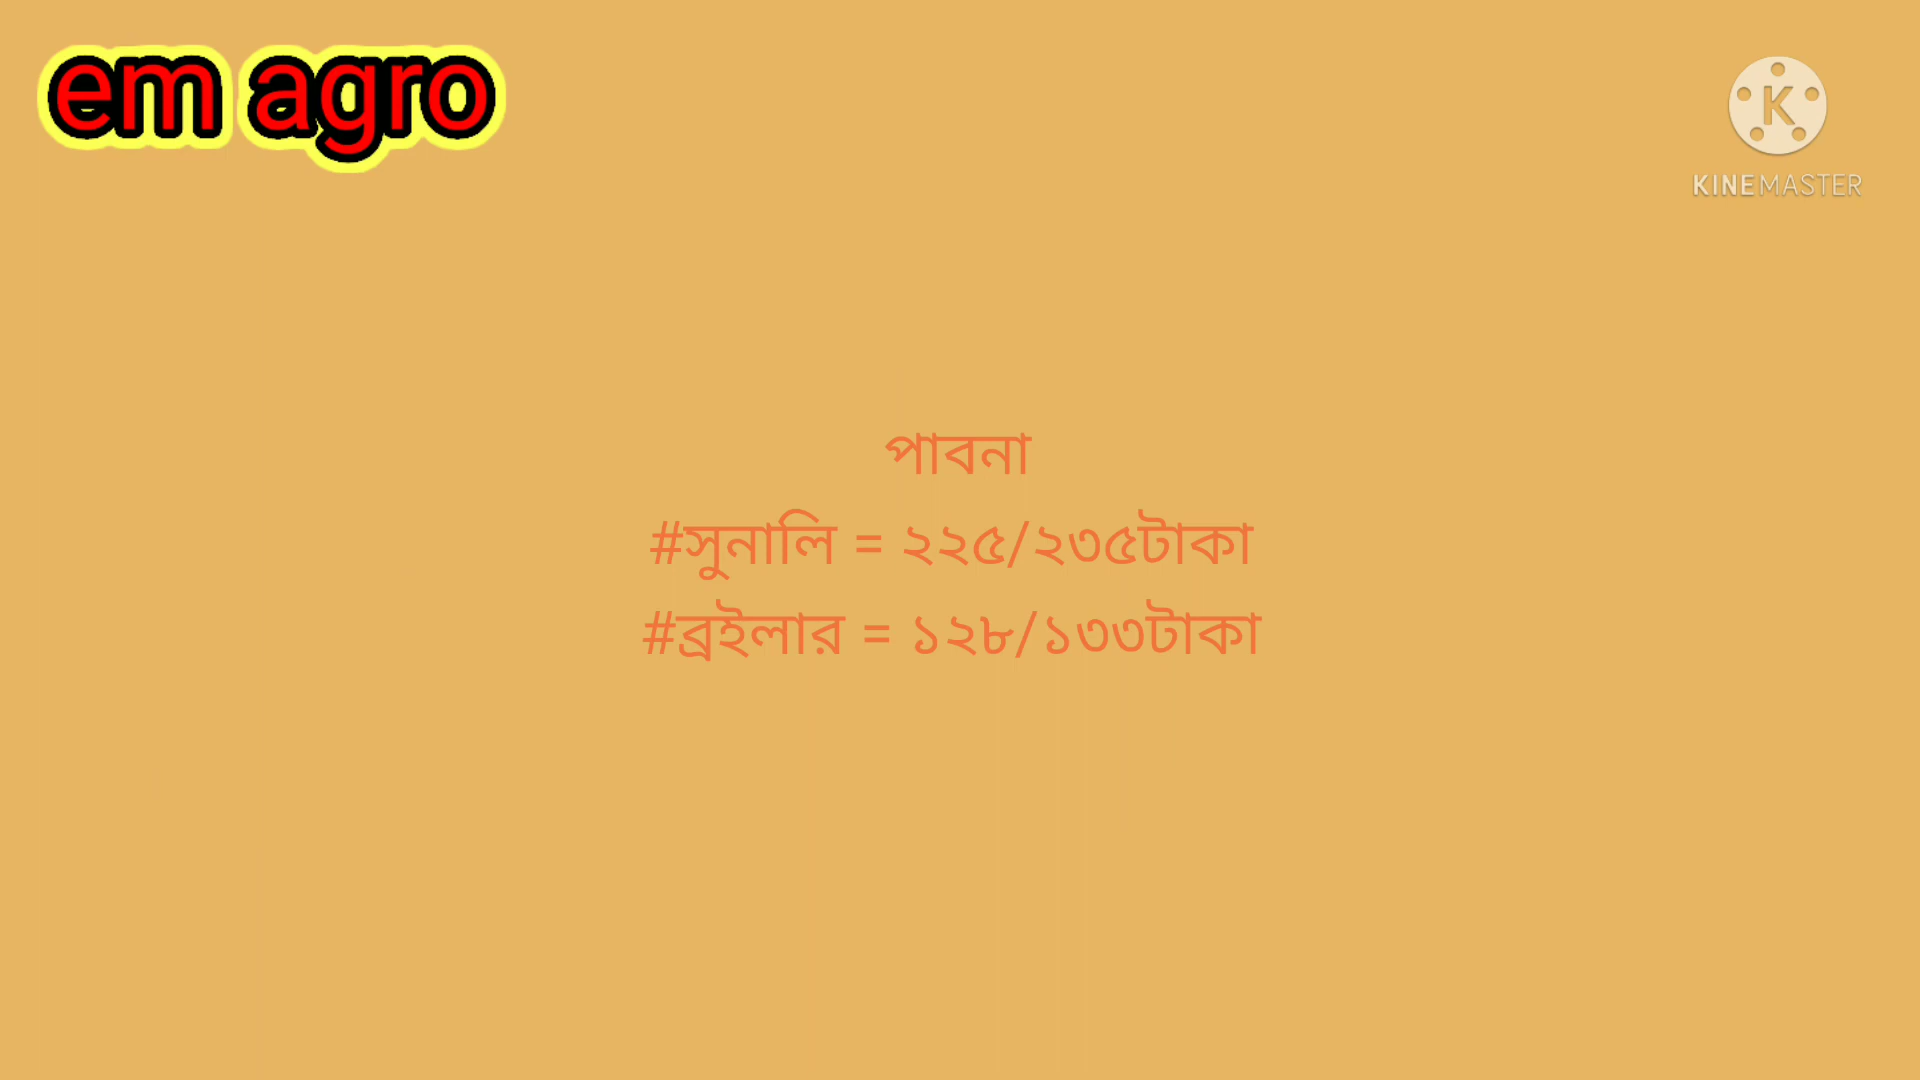 em agro
K
KINEMASTER
পাবনা
#সুনালি = ২২৫/২৩৫টাকা
#ব্রইলার = ১২৮/১৩৩টাকা